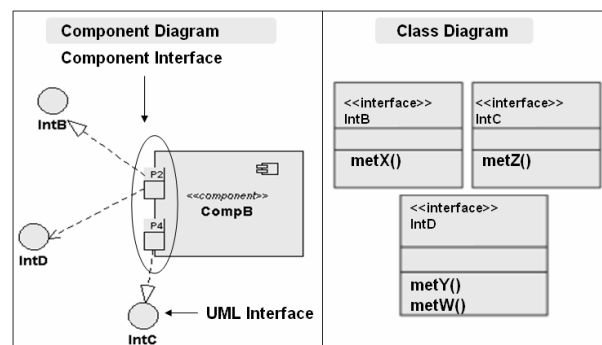 Component Diagram
Component Interface
IntB
P2
<<component>>
CompB
IntD
P4
UML Interface
IntC
Class Diagram
<<interface>>
IntB
metX()
<<interface>>
IntC
metZ()
<<interface>>
IntD
metY()
metW()